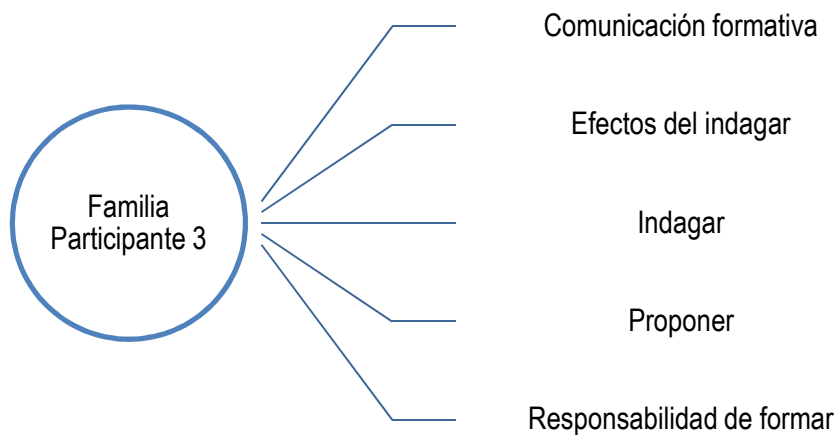 Familia
Participante 3
Comunicación formativa
Efectos del indagar
Indagar
Proponer
Responsabilidad de formar